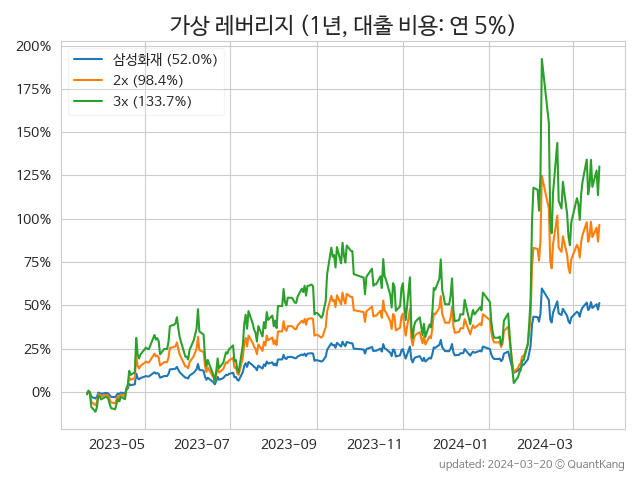 가상 레버리지 (1년, 대출 비용: 연 5%)
200%
175%
150%
125%
100%
75%
50%
25%
0%
삼성화재 (52.0%)
2x (98.4%)
3x (133.7%)
2023-05 2023-07 2023-09 2023-11 2024-01 2024-03
updated: 2024-03-20 © QuantKang